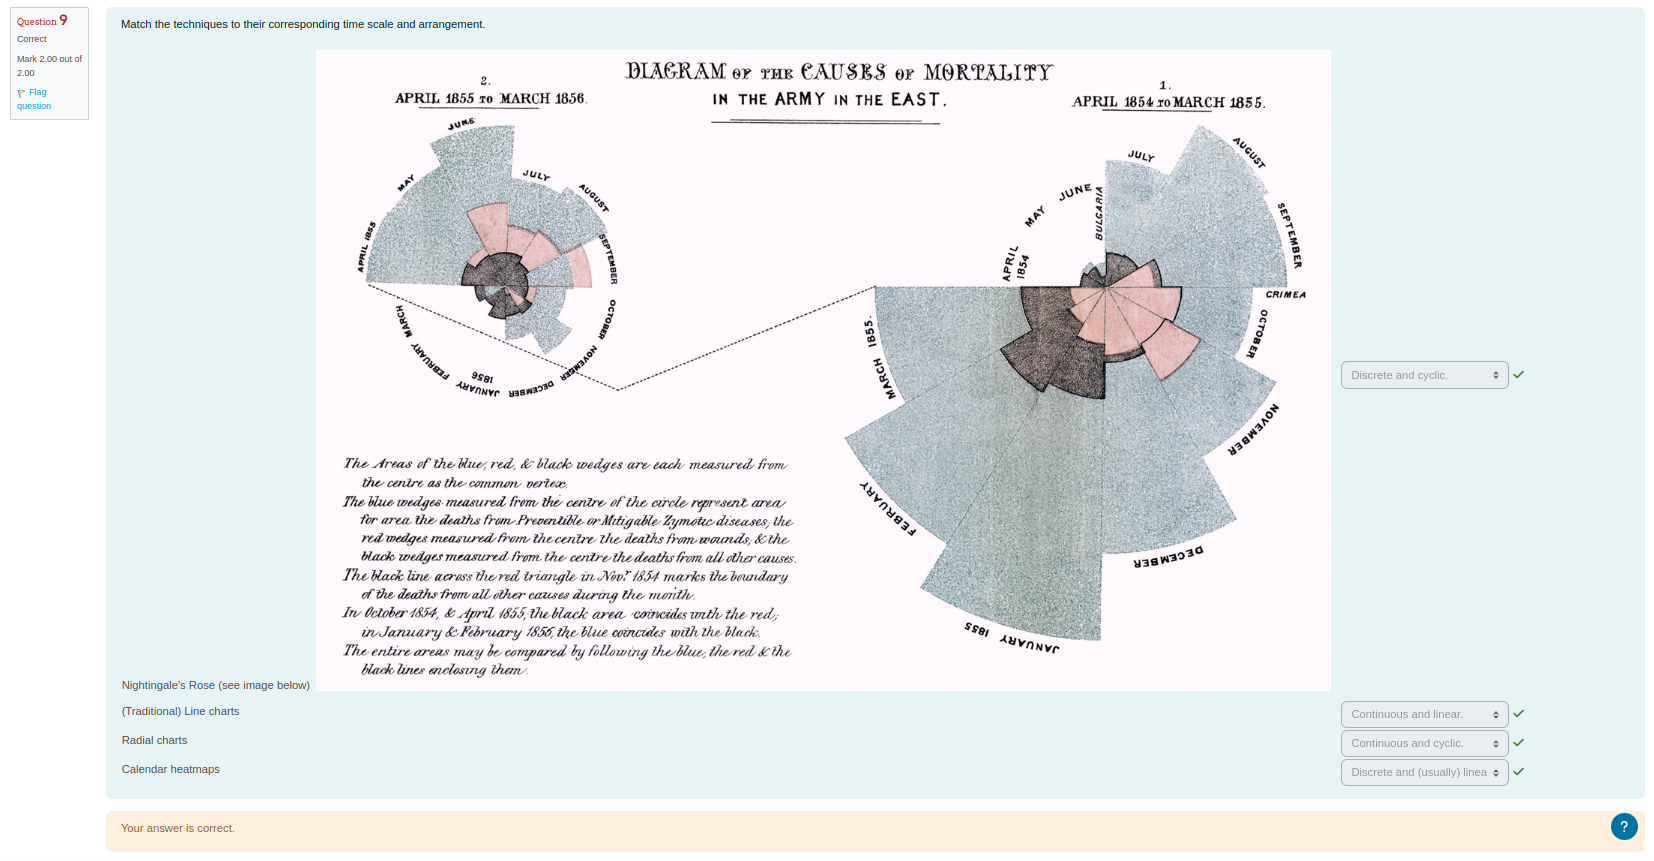 Question 9
Correct
Mark 2.00 out of
2.00
Flag
question
Match the techniques to their corresponding time scale and arrangement.
DIAGRAM OF THE CAUSES OF MORTALITY
IN THE ARMY IN THE EAST.
2.
APRIL 1855 TO MARCH 1856.
1.
APRIL 1854 TO MARCH 1855.
APRIL 1855
MAY
JUNE
JULY
AUGUST
SEPTEMBER
OCTOBER
NOVEMBER
DECEMBER
JANUARY
1856
FEBRUARY
MARCH
APRIL
1854
MAY
JUNE
BULGARIA
JULY
AUGUST
SEPTEMBER
CRIMEA
OCTOBER
NOVEMBER
DECEMBER
JANUARY 1855
FEBRUARY
MARCH 1855.
The Areas of the blue, red, & black wedges are each measured from
the centre as the common vertex.
The blue wedges measured from the centre of the circle represent area
for area the deaths from Preventible or Mitigable Zymotic diseases, the
red wedges measured from the centre the deaths from wounds, & the
black wedges measured from the centre the deaths from all other causes.
The black line across the red triangle in Novr. 1854 marks the boundary
of the deaths from all other causes during the month.
In October 1854, & April 1855, the black area coincides with the red;
in January & February 1856, the blue coincides with the black.
The entire areas may be compared by following the blue, the red & the
black lines enclosing them.
Discrete and cyclic.
Nightingale's Rose (see image below)
(Traditional) Line charts
Continuous and linear.
Radial charts
Continuous and cyclic.
Calendar heatmaps
Discrete and (usually) linea
Your answer is correct.
?